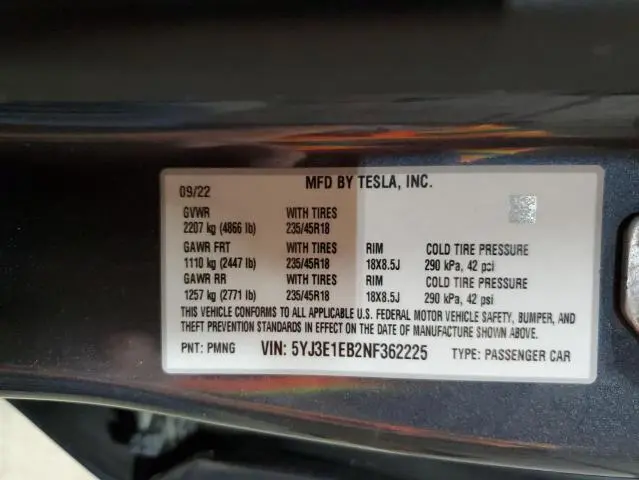 MFD BY TESLA, INC.
09/22
GVWR WITH TIRES
2207 kg (4866 lb) 235/45R18
GAWR FRT WITH TIRES RIM COLD TIRE PRESSURE
1110 kg (2447 lb) 235/45R18 18X8.5J 290 kPa, 42 psi
GAWR RR WITH TIRES RIM COLD TIRE PRESSURE
1257 kg (2771 lb) 235/45R18 18X8.5J 290 kPa, 42 psi
THIS VEHICLE CONFORMS TO ALL APPLICABLE U.S. FEDERAL MOTOR VEHICLE SAFETY, BUMPER, AND
THEFT PREVENTION STANDARDS IN EFFECT ON THE DATE OF MANUFACTURE SHOWN ABOVE.
PNT: PMNG VIN: 5YJ3E1EB2NF362225 TYPE: PASSENGER CAR